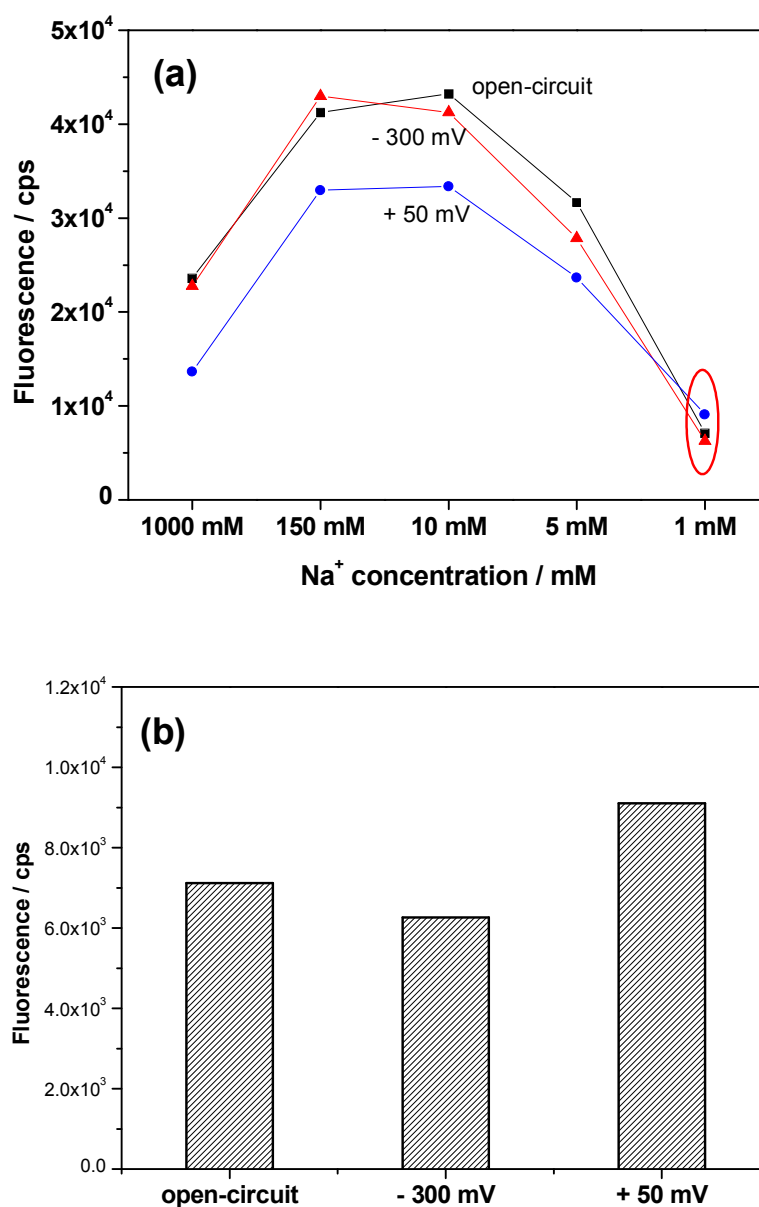 (a)
Fluorescence / cps
5x10⁴
4x10⁴
3x10⁴
2x10⁴
1x10⁴
0
open-circuit
- 300 mV
+ 50 mV
1000 mM 150 mM 10 mM 5 mM 1 mM
Na⁺ concentration / mM
(b)
Fluorescence / cps
1.2x10⁴
1.0x10⁴
8.0x10³
6.0x10³
4.0x10³
2.0x10³
0.0
open-circuit - 300 mV + 50 mV